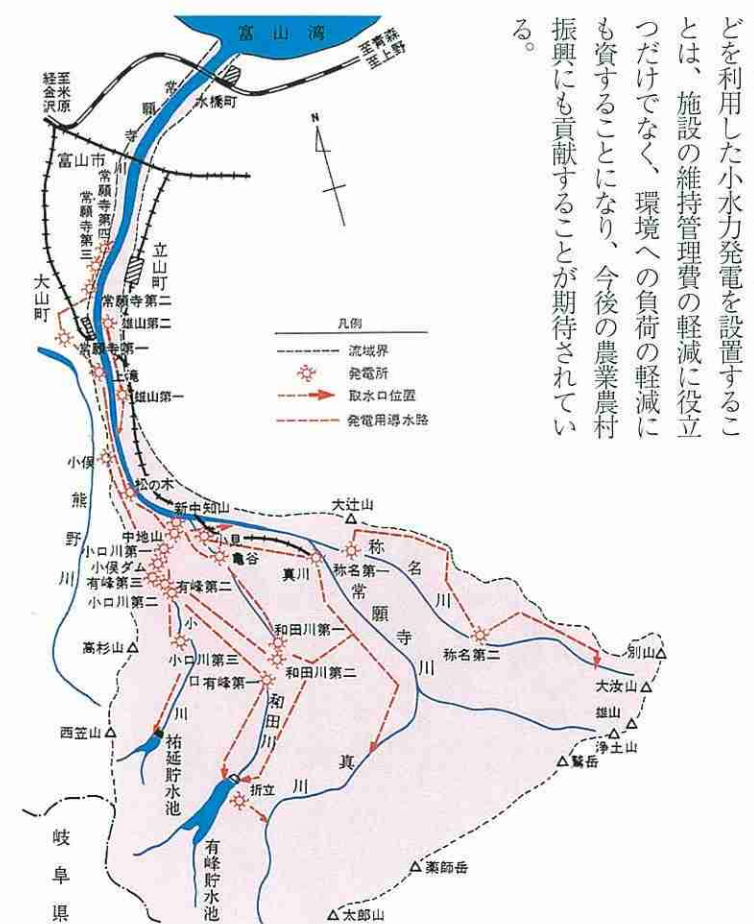 どを利用した小水力発電を設置するこ
とは、施設の維持管理費の軽減に役立
つだけでなく、環境への負荷の軽減に
も資することになり、今後の農業農村
振興にも貢献することが期待されてい
る。
富山湾
至青森
至上野
至米原
経金沢
水橋町
常願寺川
N
富山市
常願寺第四
常願寺第三
立山町
大山町
常願寺第二
雄山第二
常願寺第一
上滝
雄山第一
凡例
流域界
発電所
取水口位置
発電用導水路
小俣
松の木
熊野川
新中知山
大辻山
中地山
小見
小口川第一
亀谷
小俣ダム
真川
称名第一
称名川
有峰第三
有峰第二
小口川第二
常願寺川
和田川第一
称名第二
別山
高杉山
小口川第三
和田川第二
有峰第一
大汝山
小口川
和田川
雄山
浄土山
西笠山
祐延貯水池
真川
鷲岳
折立
有峰貯水池
岐阜県
薬師岳
太郎山